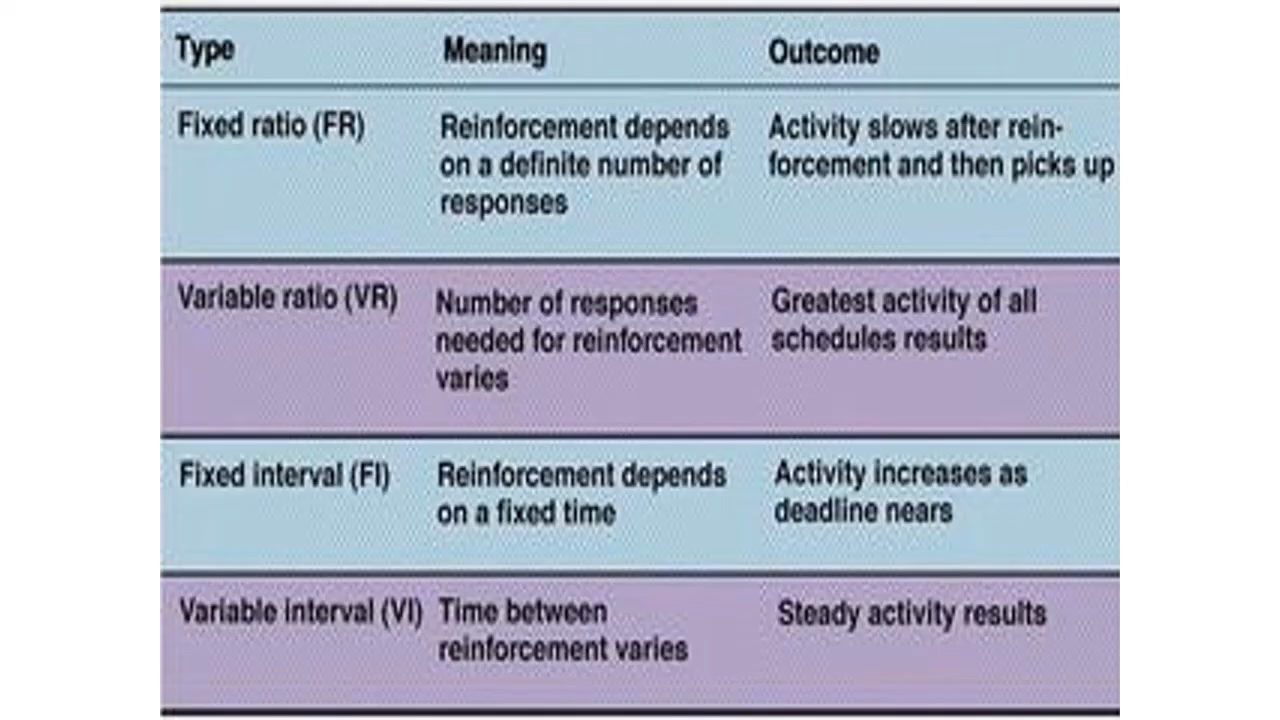 Type Meaning Outcome
Fixed ratio (FR) Reinforcement depends Activity slows after rein-
on a definite number of forcement and then picks up
responses
Variable ratio (VR) Number of responses Greatest activity of all
needed for reinforcement schedules results
varies
Fixed interval (FI) Reinforcement depends Activity increases as
on a fixed time deadline nears
Variable interval (VI) Time between Steady activity results
reinforcement varies